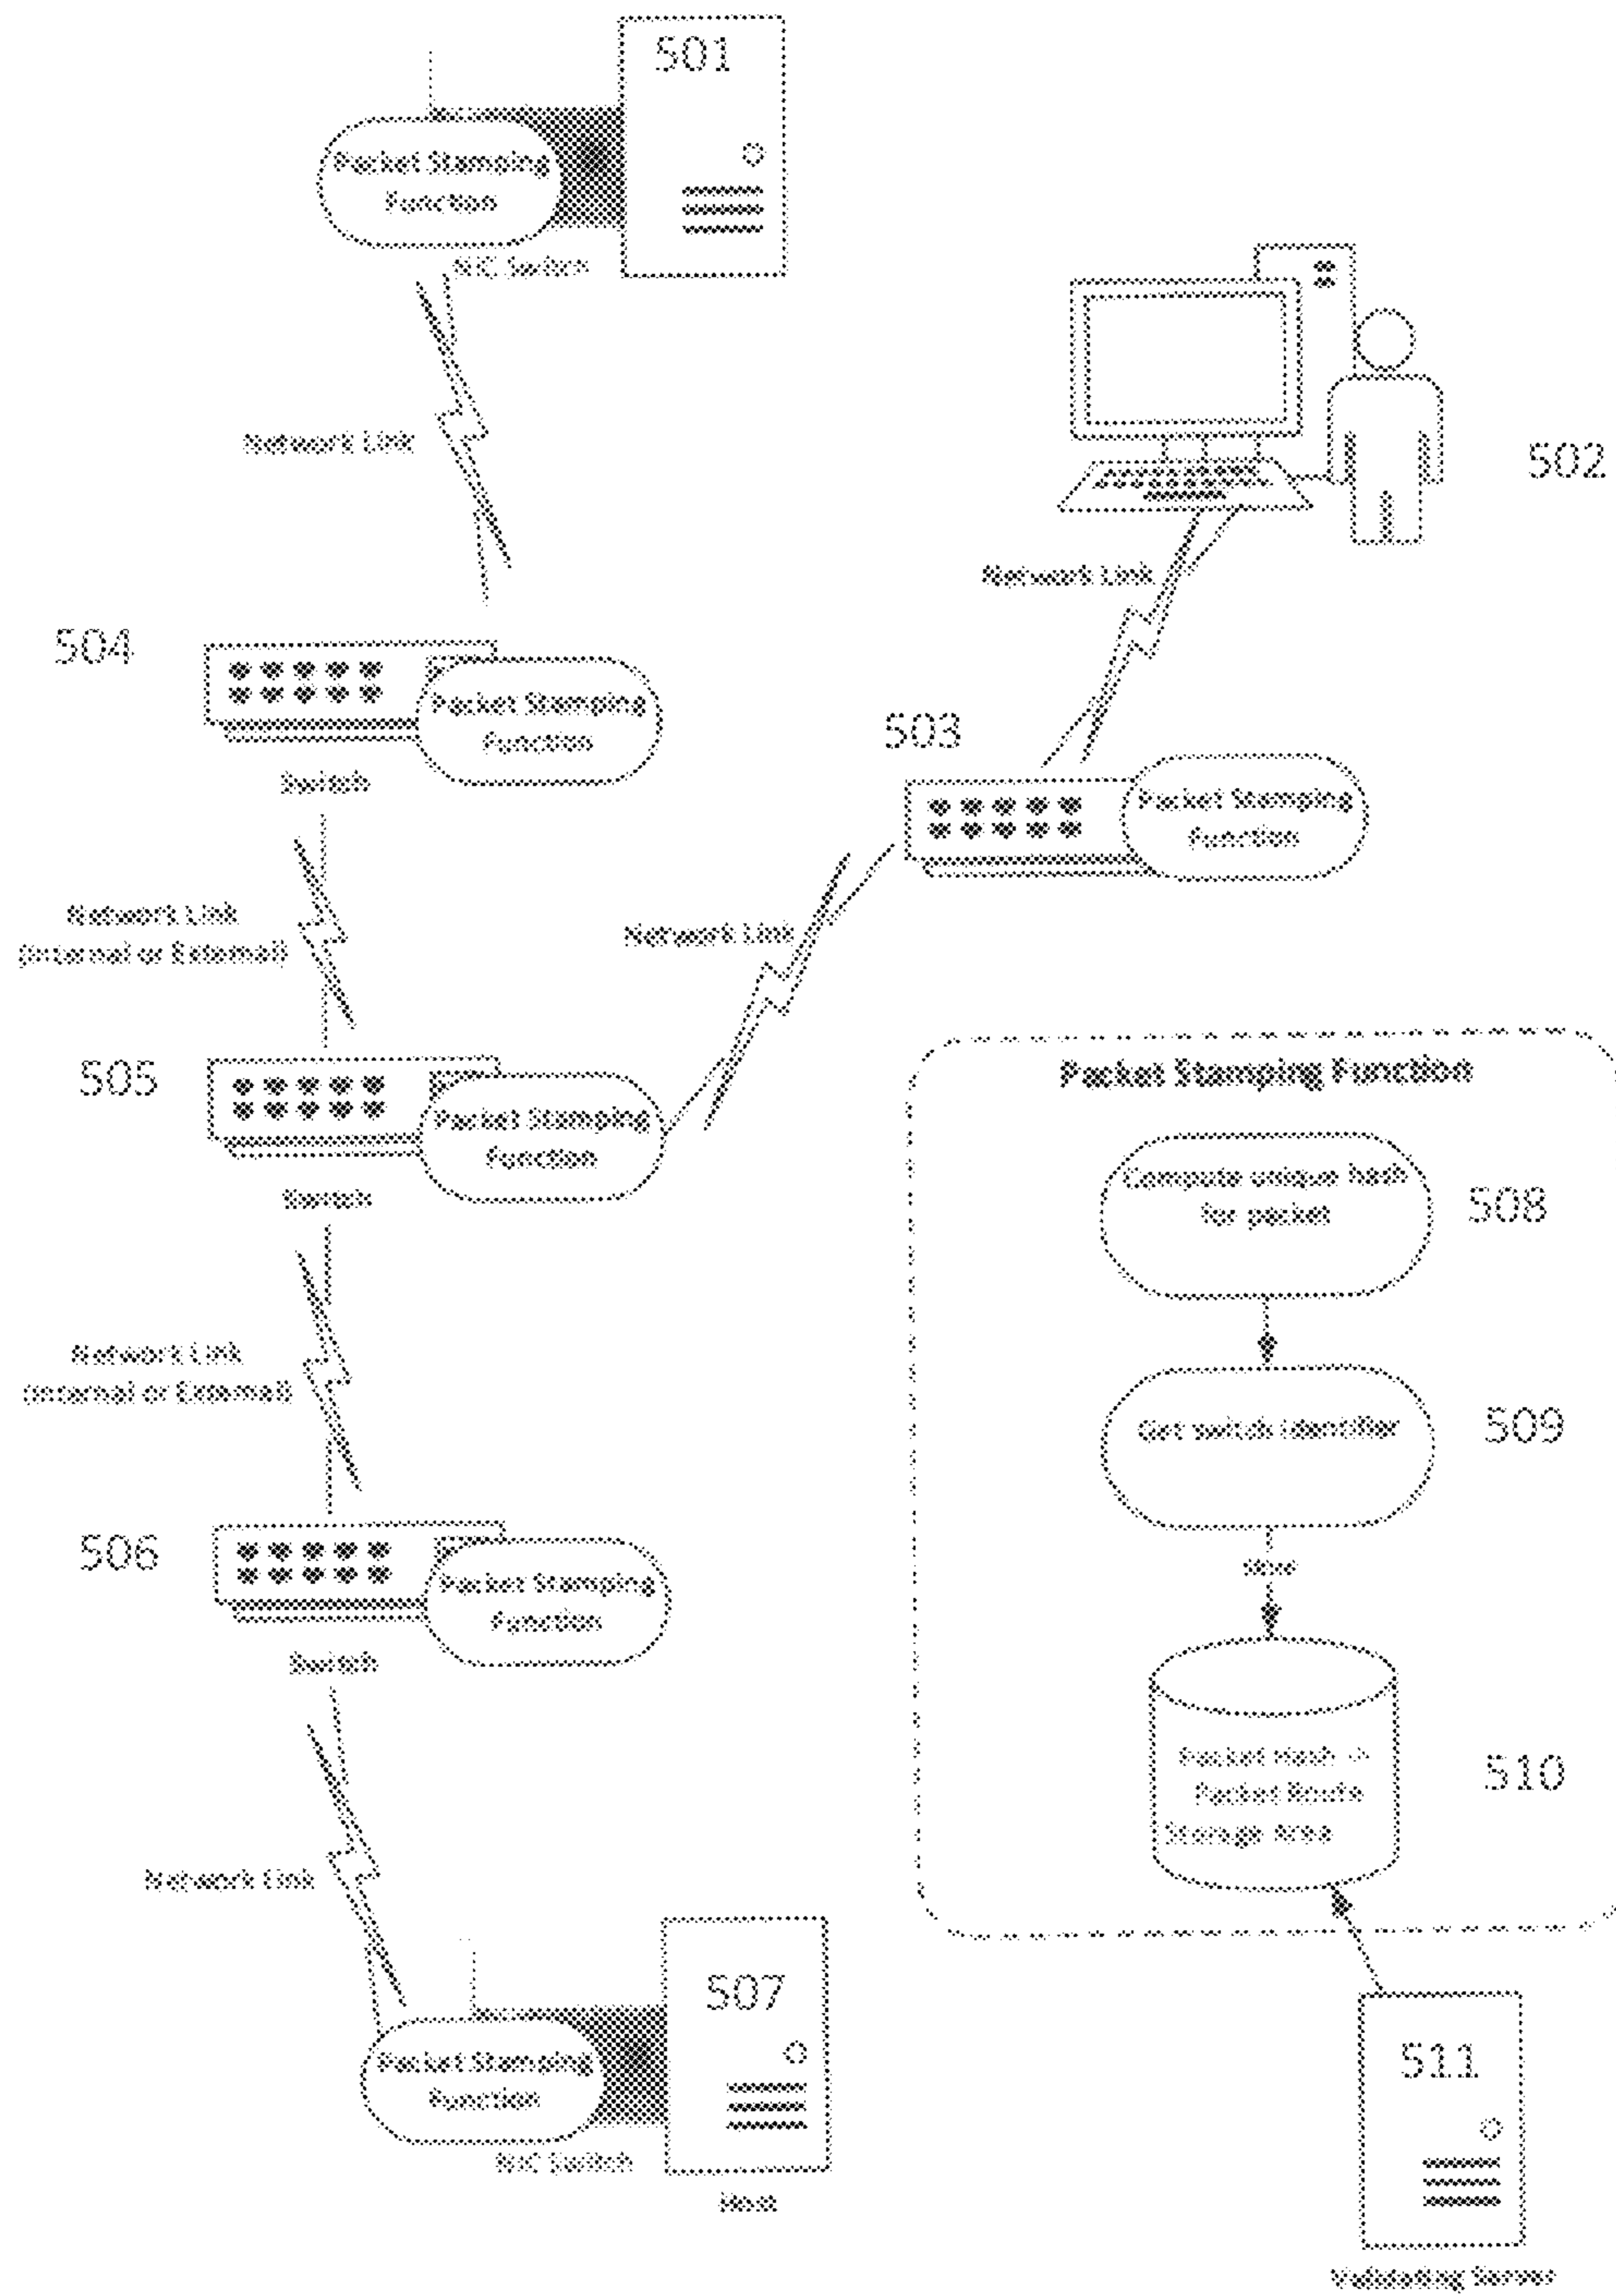 501
Packet Stamping
Function
NIC Switch
Network Link
502
Network Link
504
Packet Stamping
Function
Switch
503
Packet Stamping
Function
Network Link
(Internal or External)
Network Link
505
Packet Stamping
Function
Switch
Packet Stamping Function
Compute unique hash
for packet
508
Network Link
(Internal or External)
Get switch identifier
509
506
Packet Stamping
Function
Switch
Store
Packet Hash ->
Packet Route
Storage Area
510
Network Link
507
Packet Stamping
Function
NIC Switch
Host
511
Validating Server